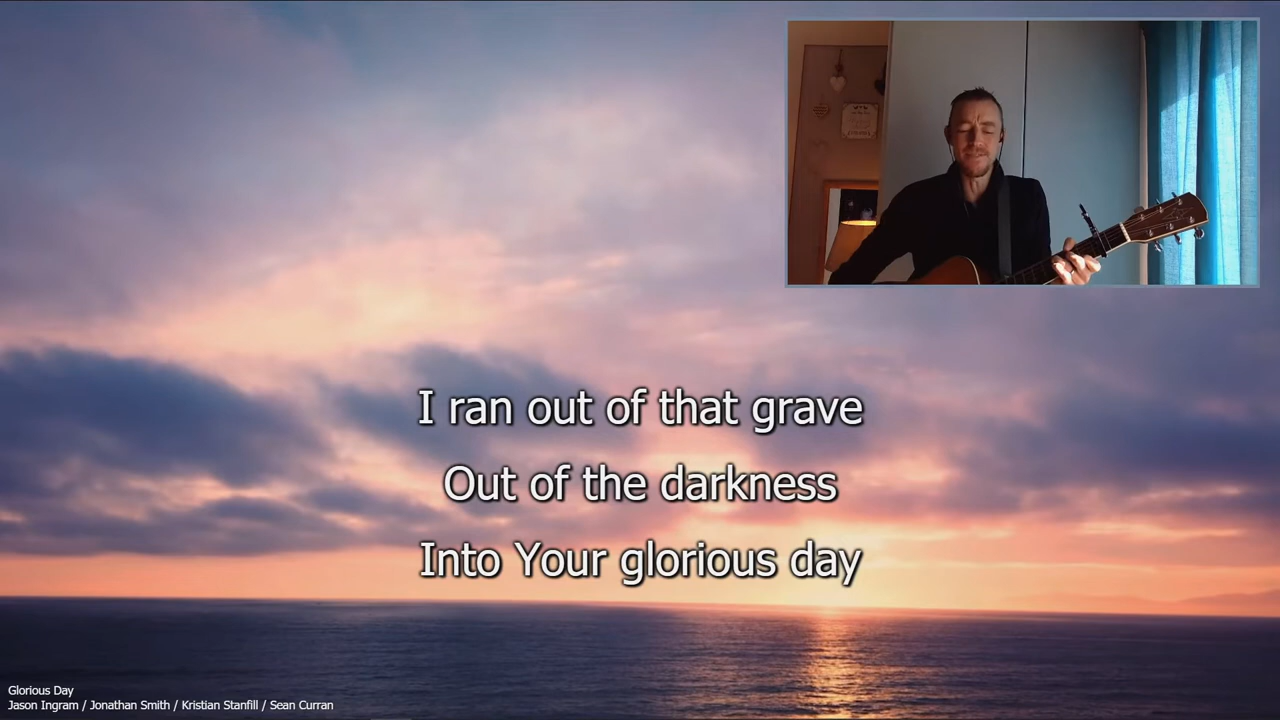 I ran out of that grave
Out of the darkness
Into Your glorious day
Glorious Day
Jason Ingram / Jonathan Smith / Kristian Stanfill / Sean Curran